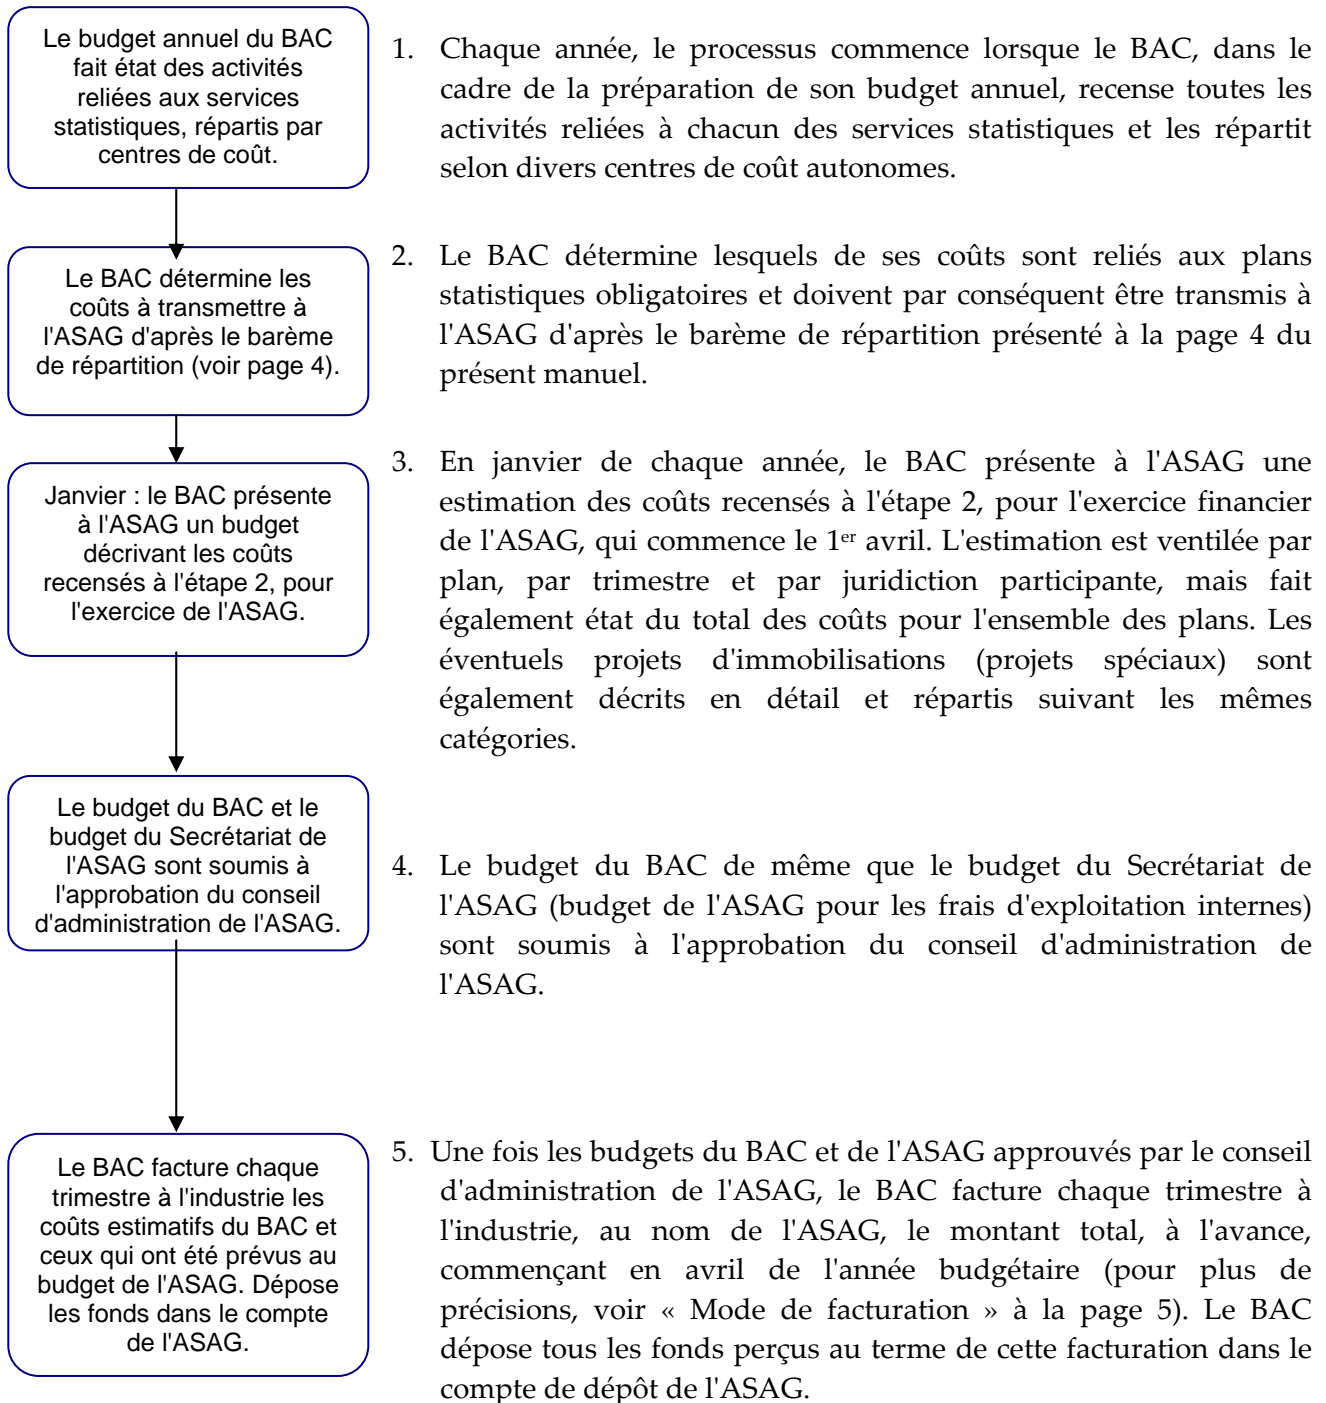 Le budget annuel du BAC
fait état des activités
reliées aux services
statistiques, répartis par
centres de coût.
1. Chaque année, le processus commence lorsque le BAC, dans le
cadre de la préparation de son budget annuel, recense toutes les
activités reliées à chacun des services statistiques et les répartit
selon divers centres de coût autonomes.
Le BAC détermine les
coûts à transmettre à
l'ASAG d'après le barème
de répartition (voir page 4).
2. Le BAC détermine lesquels de ses coûts sont reliés aux plans
statistiques obligatoires et doivent par conséquent être transmis à
l'ASAG d'après le barème de répartition présenté à la page 4 du
présent manuel.
Janvier : le BAC présente
à l'ASAG un budget
décrivant les coûts
recensés à l'étape 2, pour
l'exercice de l'ASAG.
3. En janvier de chaque année, le BAC présente à l'ASAG une
estimation des coûts recensés à l'étape 2, pour l'exercice financier
de l'ASAG, qui commence le 1er avril. L'estimation est ventilée par
plan, par trimestre et par juridiction participante, mais fait
également état du total des coûts pour l'ensemble des plans. Les
éventuels projets d'immobilisations (projets spéciaux) sont
également décrits en détail et répartis suivant les mêmes
catégories.
Le budget du BAC et le
budget du Secrétariat de
l'ASAG sont soumis à
l'approbation du conseil
d'administration de l'ASAG.
4. Le budget du BAC de même que le budget du Secrétariat de
l'ASAG (budget de l'ASAG pour les frais d'exploitation internes)
sont soumis à l'approbation du conseil d'administration de
l'ASAG.
Le BAC facture chaque
trimestre à l'industrie les
coûts estimatifs du BAC et
ceux qui ont été prévus au
budget de l'ASAG. Dépose
les fonds dans le compte
de l'ASAG.
5. Une fois les budgets du BAC et de l'ASAG approuvés par le conseil
d'administration de l'ASAG, le BAC facture chaque trimestre à
l'industrie, au nom de l'ASAG, le montant total, à l'avance,
commençant en avril de l'année budgétaire (pour plus de
précisions, voir « Mode de facturation » à la page 5). Le BAC
dépose tous les fonds perçus au terme de cette facturation dans le
compte de dépôt de l'ASAG.